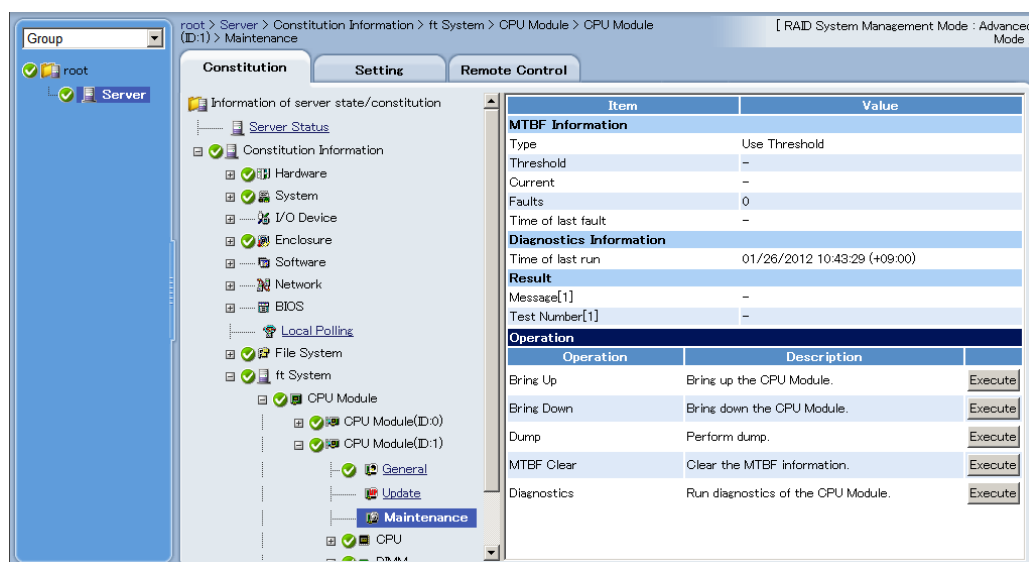 Group
root
Server
root > Server > Constitution Information > ft System > CPU Module > CPU Module
(ID:1) > Maintenance
[ RAID System Management Mode : Advanced
Mode
Constitution
Setting
Remote Control
Information of server state/constitution
Server Status
Constitution Information
Hardware
System
I/O Device
Enclosure
Software
Network
BIOS
Local Polling
File System
ft System
CPU Module
CPU Module(ID:0)
CPU Module(ID:1)
General
Update
Maintenance
CPU
DIMM
Item Value
MTBF Information
Type Use Threshold
Threshold -
Current -
Faults 0
Time of last fault -
Diagnostics Information
Time of last run 01/26/2012 10:43:29 (+09:00)
Result
Message[1] -
Test Number[1] -
Operation
Operation Description
Bring Up Bring up the CPU Module. Execute
Bring Down Bring down the CPU Module. Execute
Dump Perform dump. Execute
MTBF Clear Clear the MTBF information. Execute
Diagnostics Run diagnostics of the CPU Module. Execute